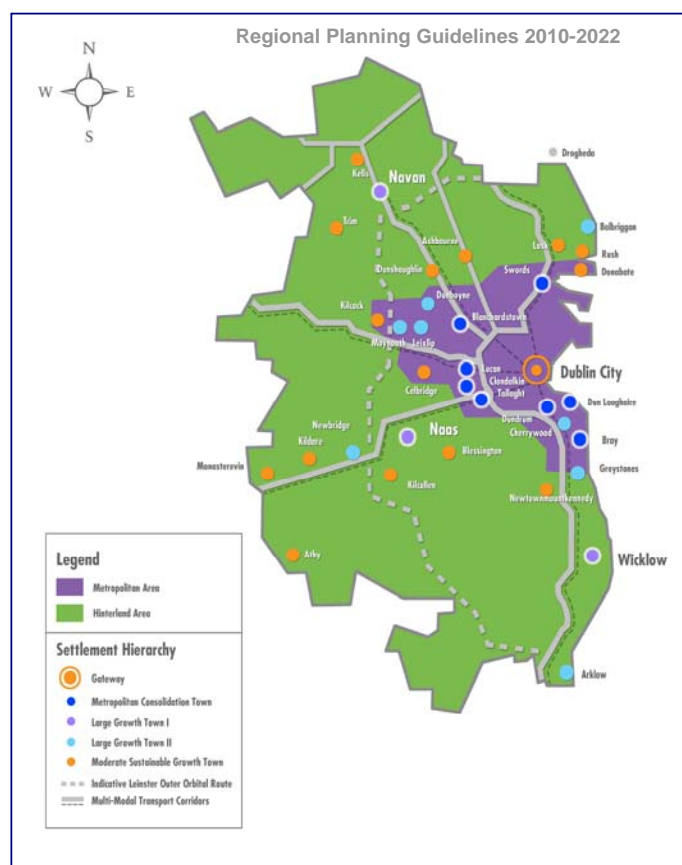 Regional Planning Guidelines 2010-2022
N
W
E
S
Drogheda
Kells
Navan
Trim
Balbriggan
Ashbourne
Lusk
Rush
Dunshaughlin
Swords
Donabate
Dunboyne
Kilcock
Blanchardstown
Maynooth
Leixlip
Lucan
Dublin City
Celbridge
Clondalkin
Tallaght
Dun Laoghaire
Dundrum
Cherrywood
Newbridge
Naas
Bray
Kildare
Blessington
Monasterevin
Greystones
Kilcullen
Newtownmountkennedy
Athy
Wicklow
Arklow
Legend
Metropolitan Area
Hinterland Area
Settlement Hierarchy
Gateway
Metropolitan Consolidation Town
Large Growth Town I
Large Growth Town II
Moderate Sustainable Growth Town
Indicative Leinster Outer Orbital Route
Multi-Modal Transport Corridors